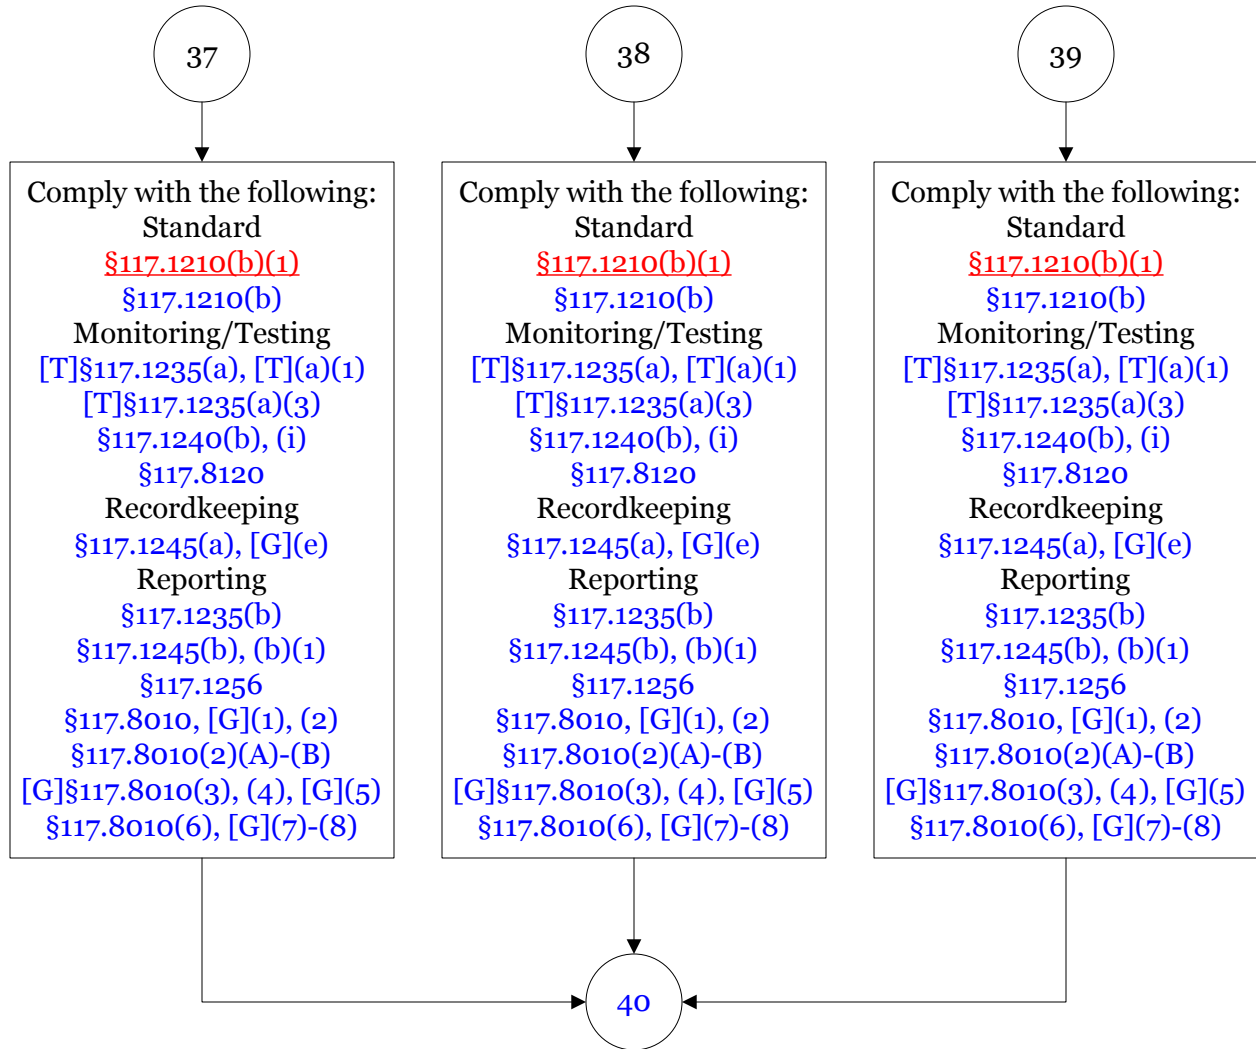 37
Comply with the following:
Standard
§117.1210(b)(1)
§117.1210(b)
Monitoring/Testing
[T]§117.1235(a), [T](a)(1)
[T]§117.1235(a)(3)
§117.1240(b), (i)
§117.8120
Recordkeeping
§117.1245(a), [G](e)
Reporting
§117.1235(b)
§117.1245(b), (b)(1)
§117.1256
§117.8010, [G](1), (2)
§117.8010(2)(A)-(B)
[G]§117.8010(3), (4), [G](5)
§117.8010(6), [G](7)-(8)
38
Comply with the following:
Standard
§117.1210(b)(1)
§117.1210(b)
Monitoring/Testing
[T]§117.1235(a), [T](a)(1)
[T]§117.1235(a)(3)
§117.1240(b), (i)
§117.8120
Recordkeeping
§117.1245(a), [G](e)
Reporting
§117.1235(b)
§117.1245(b), (b)(1)
§117.1256
§117.8010, [G](1), (2)
§117.8010(2)(A)-(B)
[G]§117.8010(3), (4), [G](5)
§117.8010(6), [G](7)-(8)
39
Comply with the following:
Standard
§117.1210(b)(1)
§117.1210(b)
Monitoring/Testing
[T]§117.1235(a), [T](a)(1)
[T]§117.1235(a)(3)
§117.1240(b), (i)
§117.8120
Recordkeeping
§117.1245(a), [G](e)
Reporting
§117.1235(b)
§117.1245(b), (b)(1)
§117.1256
§117.8010, [G](1), (2)
§117.8010(2)(A)-(B)
[G]§117.8010(3), (4), [G](5)
§117.8010(6), [G](7)-(8)
40